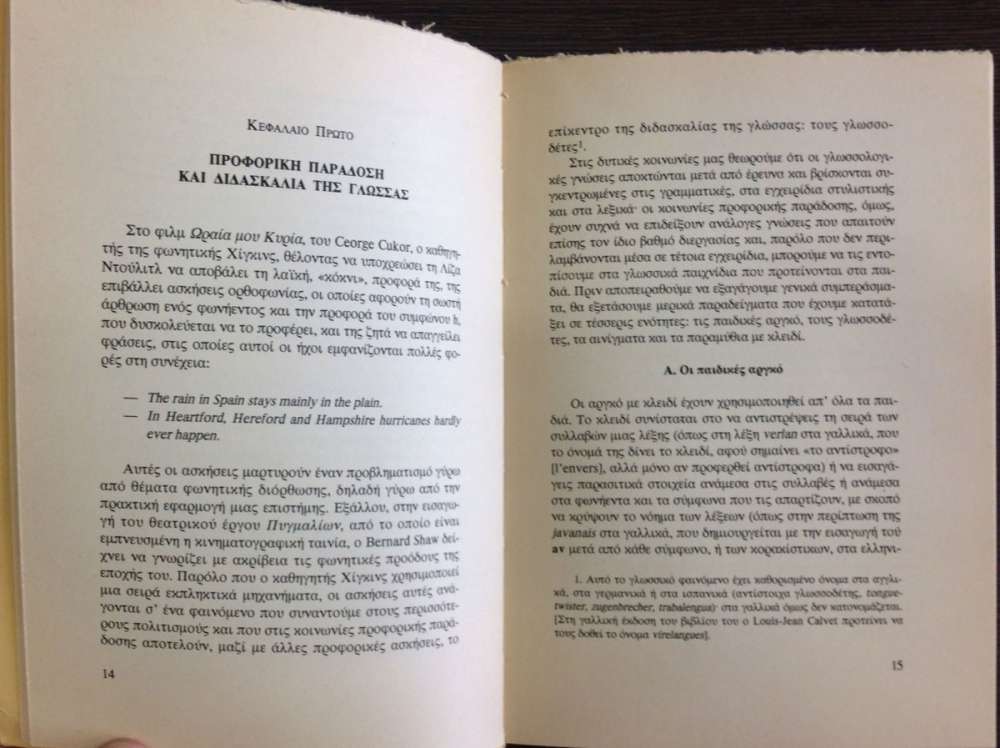 ΚΕΦΑΛΑΙΟ ΠΡΩΤΟ
ΠΡΟΦΟΡΙΚΗ ΠΑΡΑΔΟΣΗ
ΚΑΙ ΔΙΔΑΣΚΑΛΙΑ ΤΗΣ ΓΛΩΣΣΑΣ
Στο φιλμ Ωραία μου Κυρία, του Ceorge Cukor, ο καθηγη-
τής της φωνητικής Χίγκινς, θέλοντας να υποχρεώσει τη Λίζα
Ντούλιτλ να αποβάλει τη λαϊκή, «κόκνι», προφορά της, της
επιβάλλει ασκήσεις ορθοφωνίας, οι οποίες αφορούν τη σωστή
άρθρωση ενός φωνήεντος και την προφορά του συμφώνου h,
που δυσκολεύεται να το προφέρει, και της ζητά να απαγγείλει
φράσεις, στις οποίες αυτοί οι ήχοι εμφανίζονται πολλές φο-
ρές στη συνέχεια:
— The rain in Spain stays mainly in the plain.
— In Heartford, Hereford and Hampshire hurricanes hardly
ever happen.
Αυτές οι ασκήσεις μαρτυρούν έναν προβληματισμό γύρω
από θέματα φωνητικής διόρθωσης, δηλαδή γύρω από την
πρακτική εφαρμογή μιας επιστήμης. Εξάλλου, στην εισαγω-
γή του θεατρικού έργου Πυγμαλίων, από το οποίο είναι
εμπνευσμένη η κινηματογραφική ταινία, ο Bernard Shaw δεί-
χνει να γνωρίζει με ακρίβεια τις φωνητικές προόδους της
εποχής του. Παρόλο που ο καθηγητής Χίγκινς χρησιμοποιεί
μια σειρά εκπληκτικά μηχανήματα, οι ασκήσεις αυτές ανά-
γονται σ' ένα φαινόμενο που συναντούμε στους περισσότε-
ρους πολιτισμούς και που στις κοινωνίες προφορικής παρά-
δοσης αποτελούν, μαζί με άλλες προφορικές ασκήσεις, το
14
επίκεντρο της διδασκαλίας της γλώσσας: τους γλωσσο-
δέτες¹.
Στις δυτικές κοινωνίες μας θεωρούμε ότι οι γλωσσολογι-
κές γνώσεις αποκτώνται μετά από έρευνα και βρίσκονται συ-
γκεντρωμένες στις γραμματικές, στα εγχειρίδια στυλιστικής
και στα λεξικά· οι κοινωνίες προφορικής παράδοσης, όμως,
έχουν συχνά να επιδείξουν ανάλογες γνώσεις που απαιτούν
επίσης τον ίδιο βαθμό διεργασίας και, παρόλο που δεν περι-
λαμβάνονται μέσα σε τέτοια εγχειρίδια, μπορούμε να τις εντο-
πίσουμε στα γλωσσικά παιχνίδια που προτείνονται στα παι-
διά. Πριν αποπειραθούμε να εξαγάγουμε γενικά συμπεράσμα-
τα, θα εξετάσουμε μερικά παραδείγματα που έχουμε κατατά-
ξει σε τέσσερις ενότητες: τις παιδικές αργκό, τους γλωσσοδέ-
τες, τα αινίγματα και τα παραμύθια με κλειδί.
Α. Οι παιδικές αργκό
Οι αργκό με κλειδί έχουν χρησιμοποιηθεί απ' όλα τα παι-
διά. Το κλειδί συνίσταται στο να αντιστρέψεις τη σειρά των
συλλαβών μιας λέξης (όπως στη λέξη verlan στα γαλλικά, που
το όνομά της δίνει το κλειδί, αφού σημαίνει «το αντίστροφο»
[l'envers], αλλά μόνο αν προφερθεί αντίστροφα) ή να εισαγά-
γεις παρασιτικά στοιχεία ανάμεσα στις συλλαβές ή ανάμεσα
στα φωνήεντα και τα σύμφωνα που τις απαρτίζουν, με σκοπό
να κρύψουν το νόημα των λέξεων (όπως στην περίπτωση της
javanais στα γαλλικά, που δημιουργείται με την εισαγωγή τού
av μετά από κάθε σύμφωνο, ή των κορακίστικων, στα ελληνι-
1. Αυτό το γλωσσικό φαινόμενο έχει καθορισμένο όνομα στα αγγλι-
κά, στα γερμανικά ή στα ισπανικά (αντίστοιχα γλωσσοδέτης, tongue-
twister, zugenbrecher, trabalengua)· στα γαλλικά όμως δεν κατονομάζεται.
[Στη γαλλική έκδοση του βιβλίου του ο Louis-Jean Calvet προτείνει να
τους δοθεί το όνομα virelangues].
15